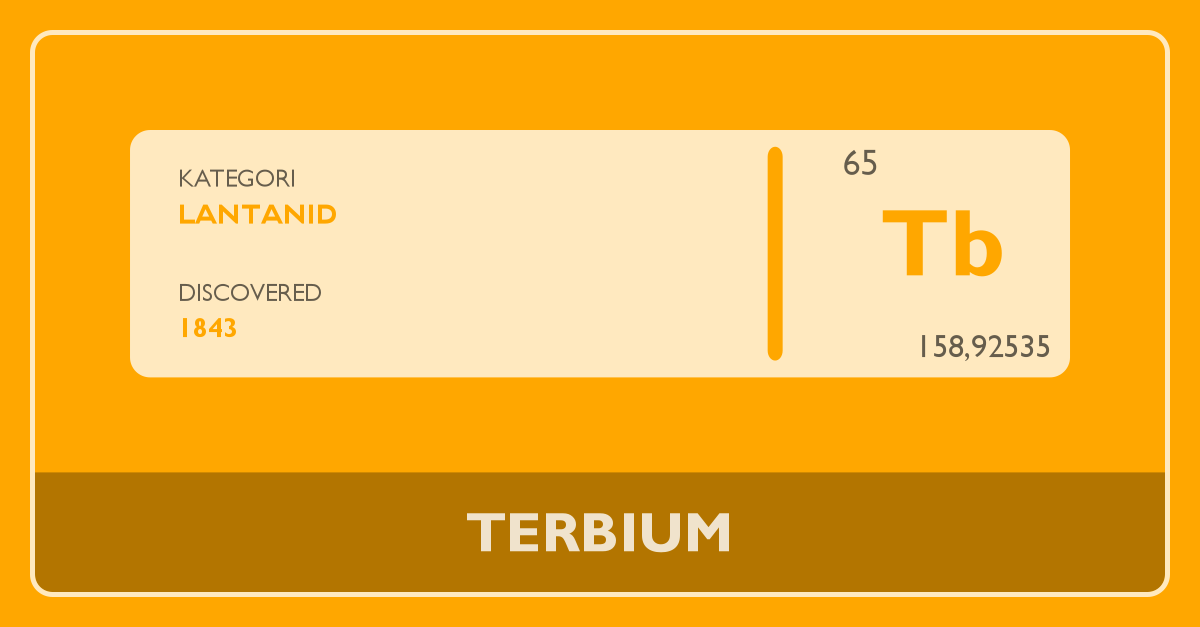 KATEGORI
LANTANID
DISCOVERED
1843
65
Tb
158,92535
TERBIUM